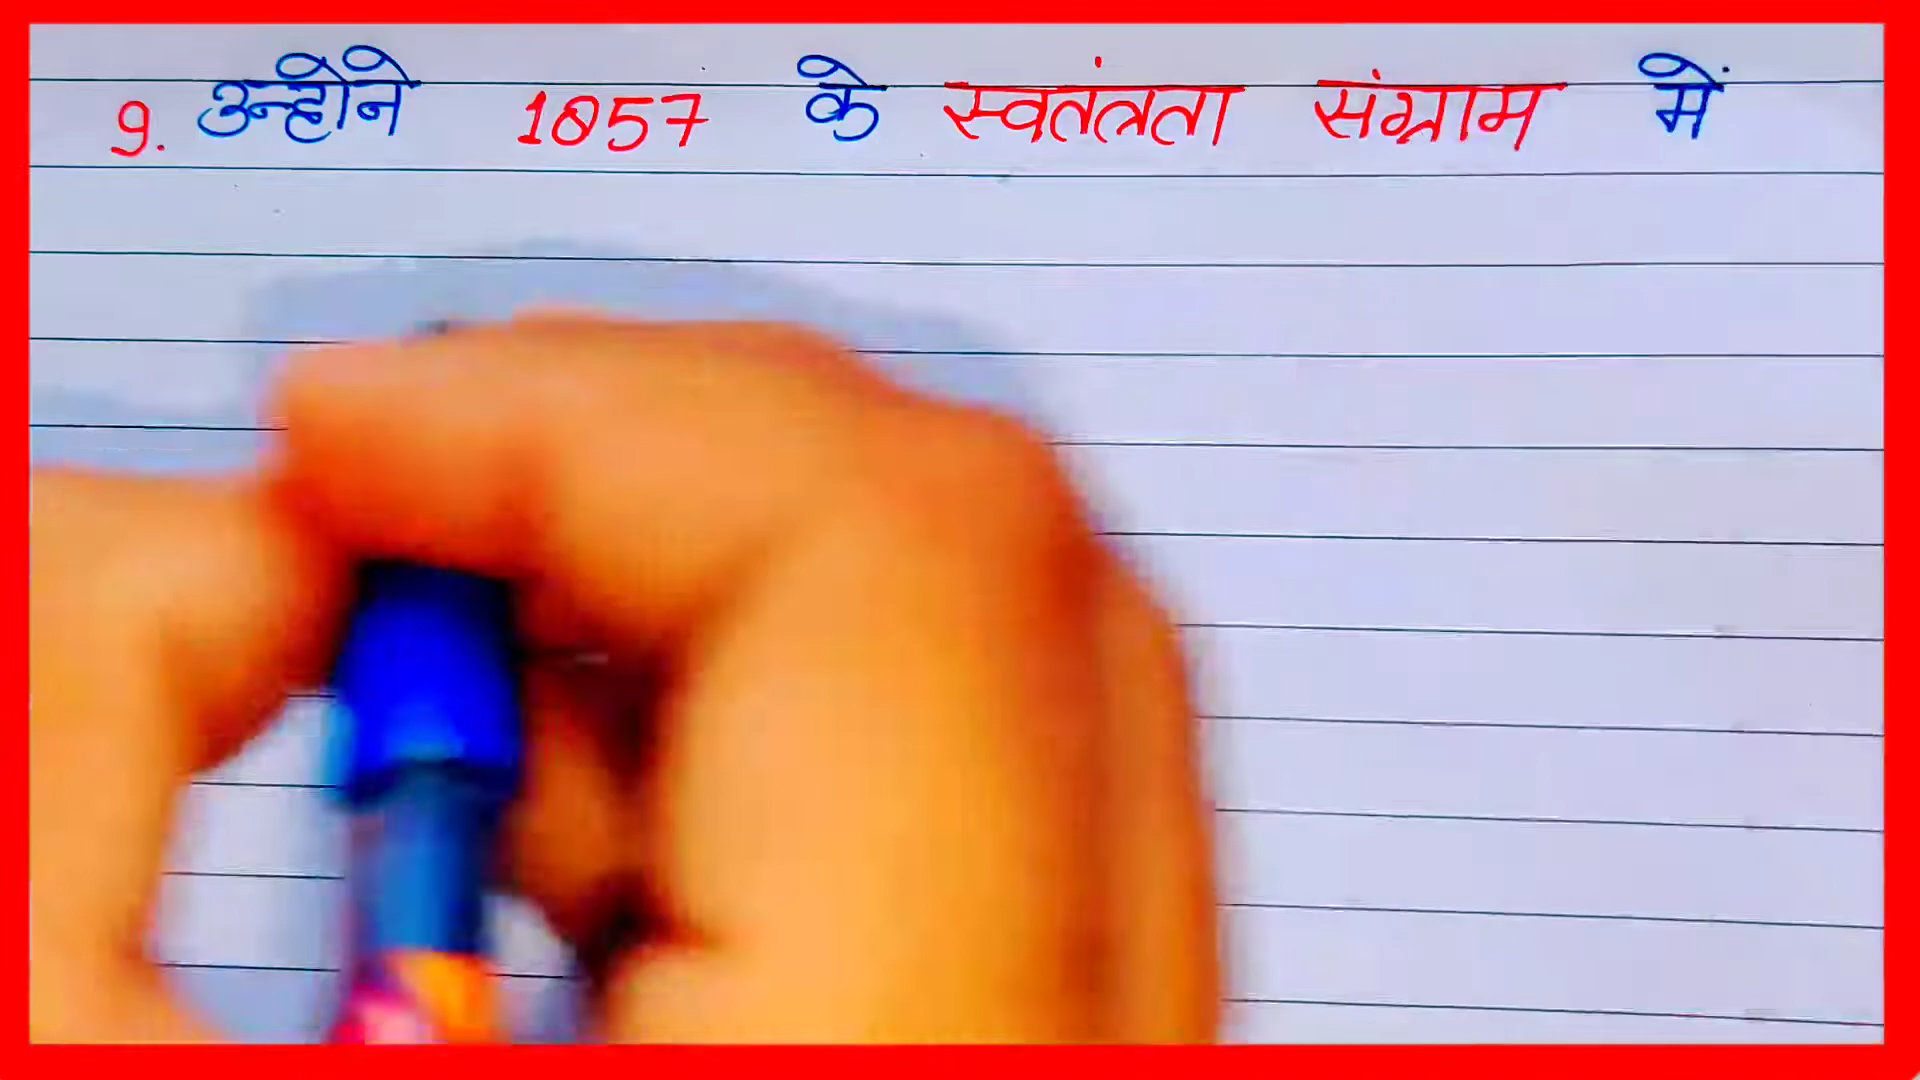 9. उन्होंने 1857 के स्वतंत्रता संग्राम में